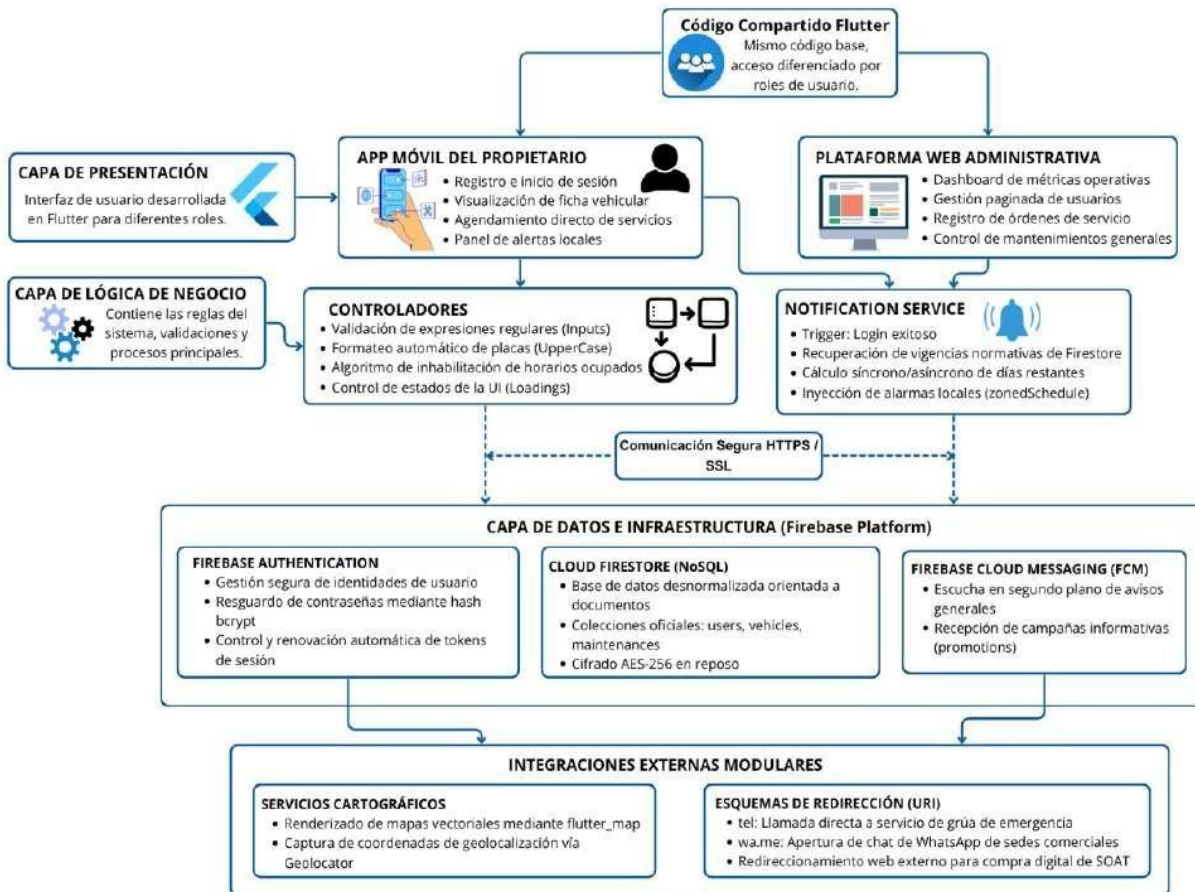 Código Compartido Flutter
Mismo código base,
acceso diferenciado por
roles de usuario.
CAPA DE PRESENTACIÓN
Interfaz de usuario desarrollada
en Flutter para diferentes roles.
APP MÓVIL DEL PROPIETARIO
• Registro e inicio de sesión
• Visualización de ficha vehicular
• Agendamiento directo de servicios
• Panel de alertas locales
PLATAFORMA WEB ADMINISTRATIVA
• Dashboard de métricas operativas
• Gestión paginada de usuarios
• Registro de órdenes de servicio
• Control de mantenimientos generales
CAPA DE LÓGICA DE NEGOCIO
Contiene las reglas del
sistema, validaciones y
procesos principales.
CONTROLADORES
• Validación de expresiones regulares (Inputs)
• Formateo automático de placas (UpperCase)
• Algoritmo de inhabilitación de horarios ocupados
• Control de estados de la UI (Loadings)
NOTIFICATION SERVICE
• Trigger: Login exitoso
• Recuperación de vigencias normativas de Firestore
• Cálculo síncrono/asíncrono de días restantes
• Inyección de alarmas locales (zonedSchedule)
Comunicación Segura HTTPS /
SSL
CAPA DE DATOS E INFRAESTRUCTURA (Firebase Platform)
FIREBASE AUTHENTICATION
• Gestión segura de identidades de usuario
• Resguardo de contraseñas mediante hash
bcrypt
• Control y renovación automática de tokens
de sesión
CLOUD FIRESTORE (NoSQL)
• Base de datos desnormalizada orientada a
documentos
• Colecciones oficiales: users, vehicles,
maintenances
• Cifrado AES-256 en reposo
FIREBASE CLOUD MESSAGING (FCM)
• Escucha en segundo plano de avisos
generales
• Recepción de campañas informativas
(promotions)
INTEGRACIONES EXTERNAS MODULARES
SERVICIOS CARTOGRÁFICOS
• Renderizado de mapas vectoriales mediante flutter_map
• Captura de coordenadas de geolocalización vía
Geolocator
ESQUEMAS DE REDIRECCIÓN (URI)
• tel: Llamada directa a servicio de grúa de emergencia
• wa.me: Apertura de chat de WhatsApp de sedes comerciales
• Redireccionamiento web externo para compra digital de SOAT